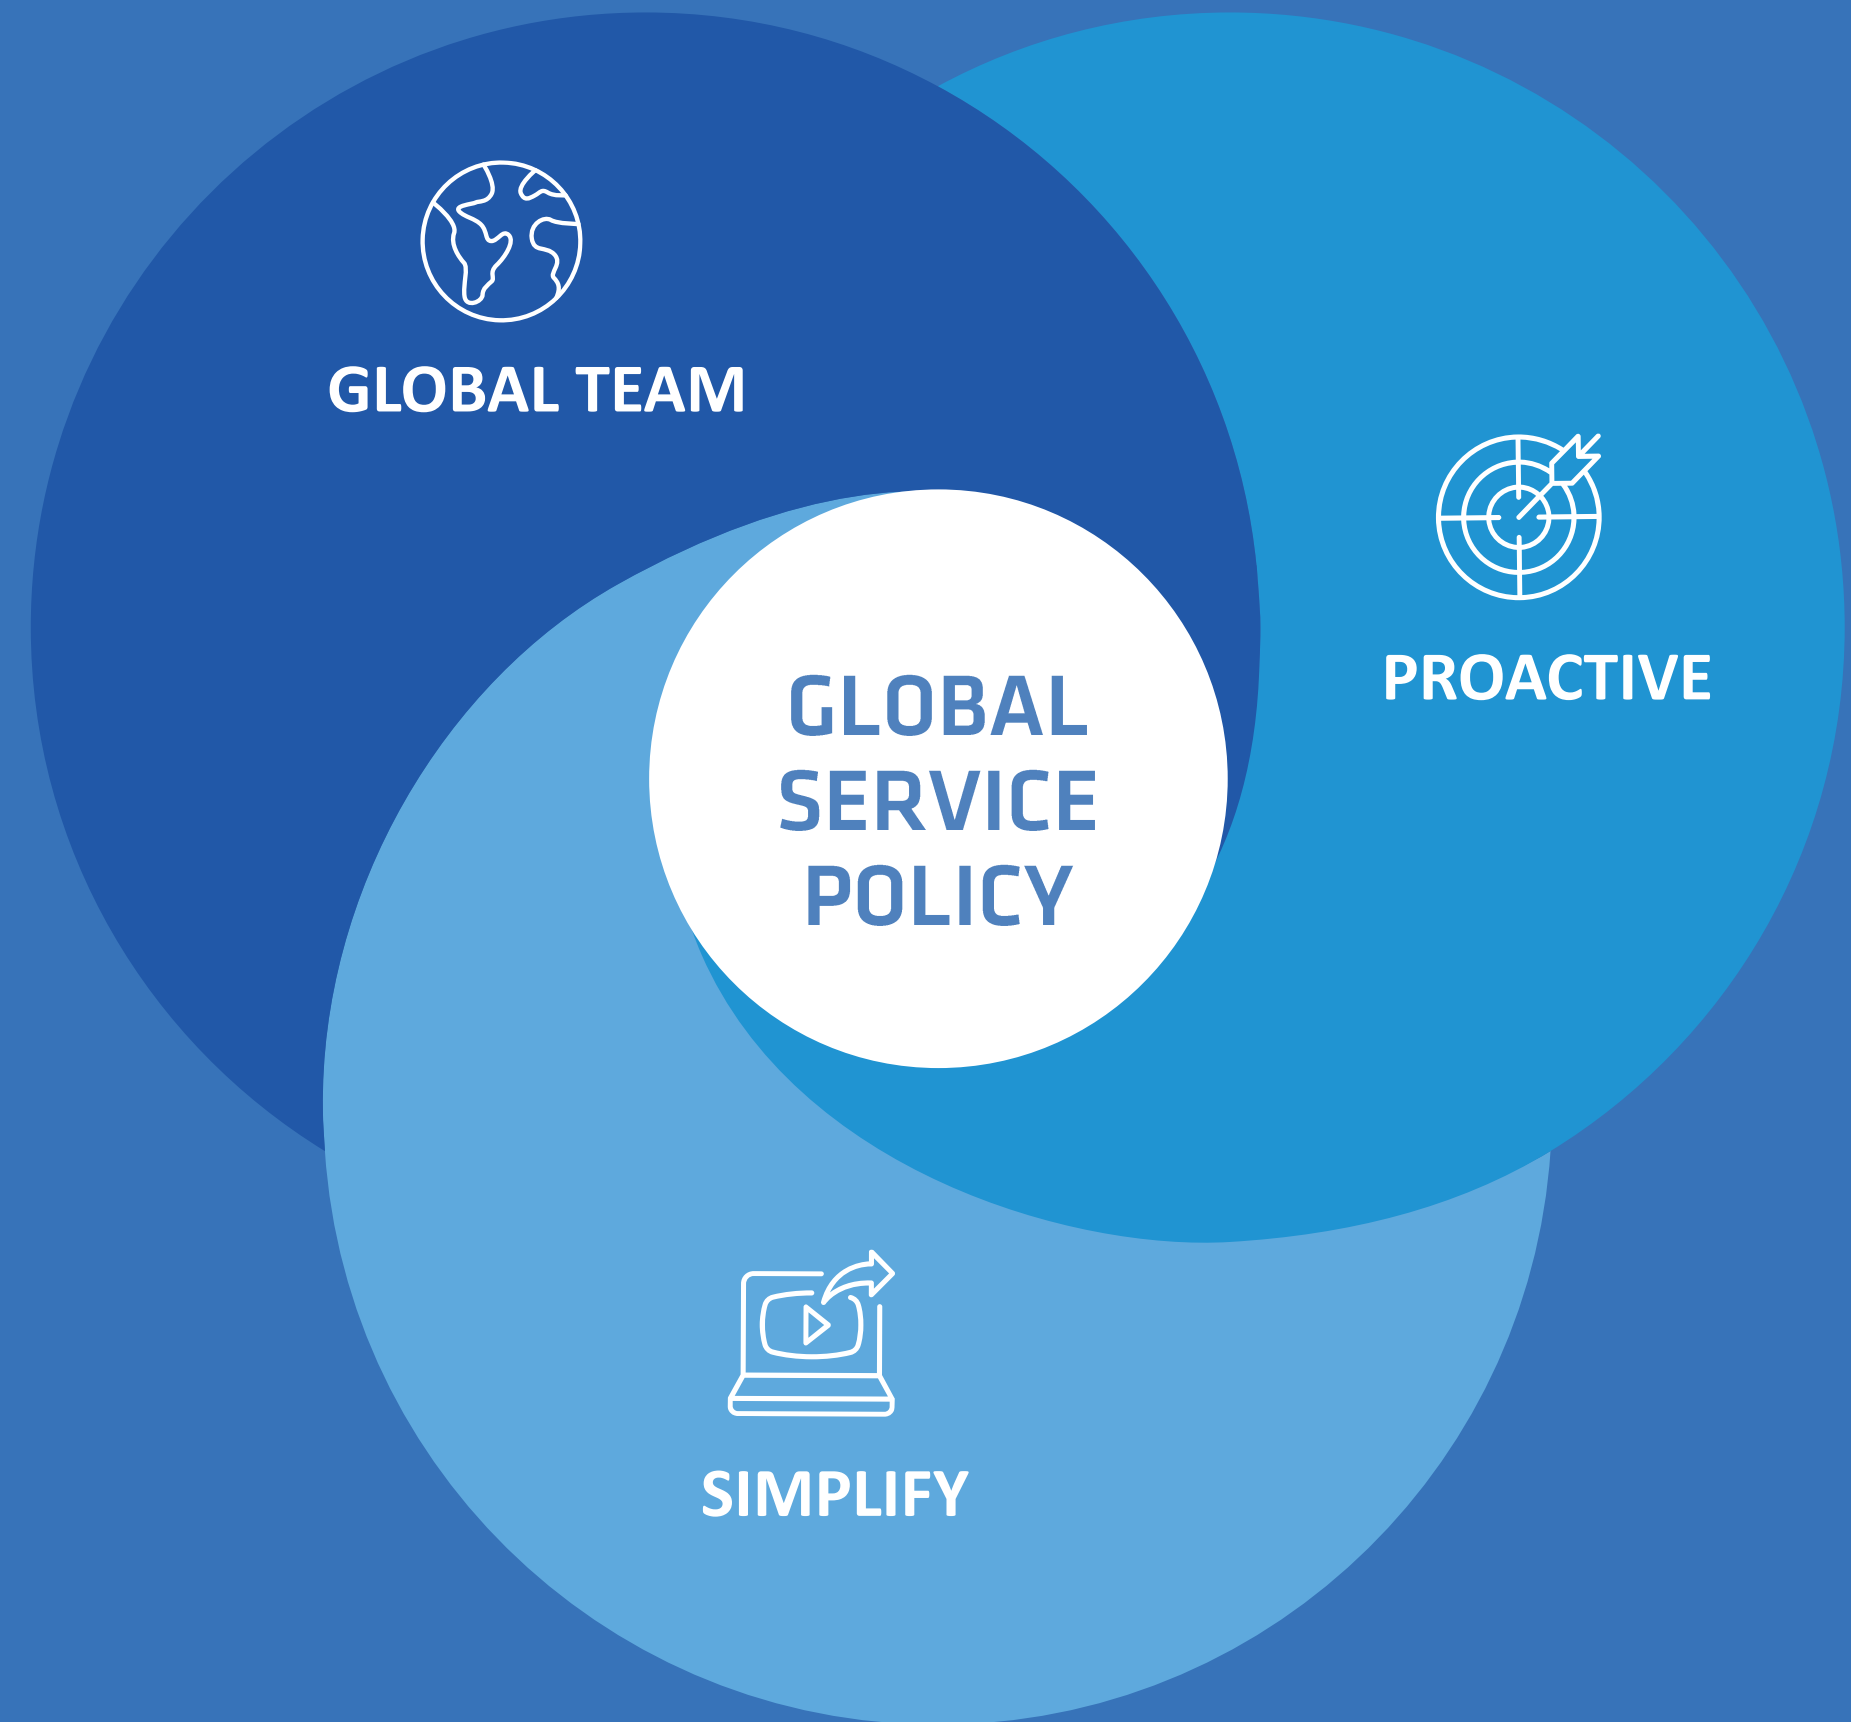 GLOBAL TEAM
PROACTIVE
GLOBAL
SERVICE
POLICY
SIMPLIFY